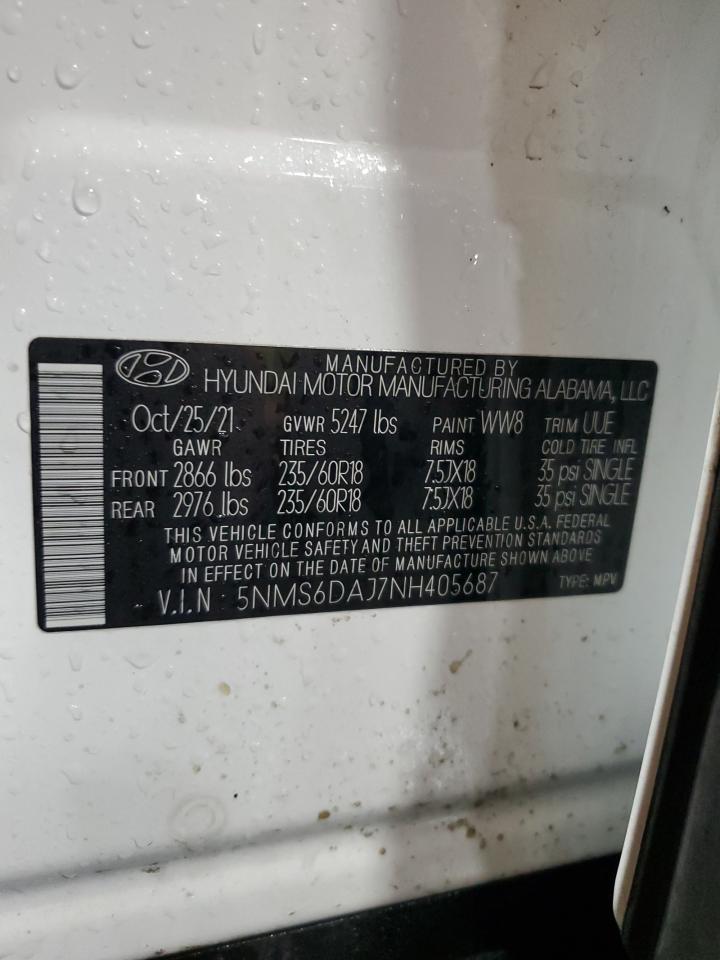 MANUFACTURED BY
HYUNDAI MOTOR MANUFACTURING ALABAMA, LLC
Oct/25/21 GVWR 5247 lbs PAINT WW8 TRIM UUE
GAWR TIRES RIMS COLD TIRE INFL
FRONT 2866 lbs 235/60R18 7.5JX18 35 psi SINGLE
REAR 2976 lbs 235/60R18 7.5JX18 35 psi SINGLE
THIS VEHICLE CONFORMS TO ALL APPLICABLE U.S.A. FEDERAL
MOTOR VEHICLE SAFETY AND THEFT PREVENTION STANDARDS
IN EFFECT ON THE DATE OF MANUFACTURE SHOWN ABOVE
V.I.N 5NMS6DAJ7NH405687 TYPE: MPV